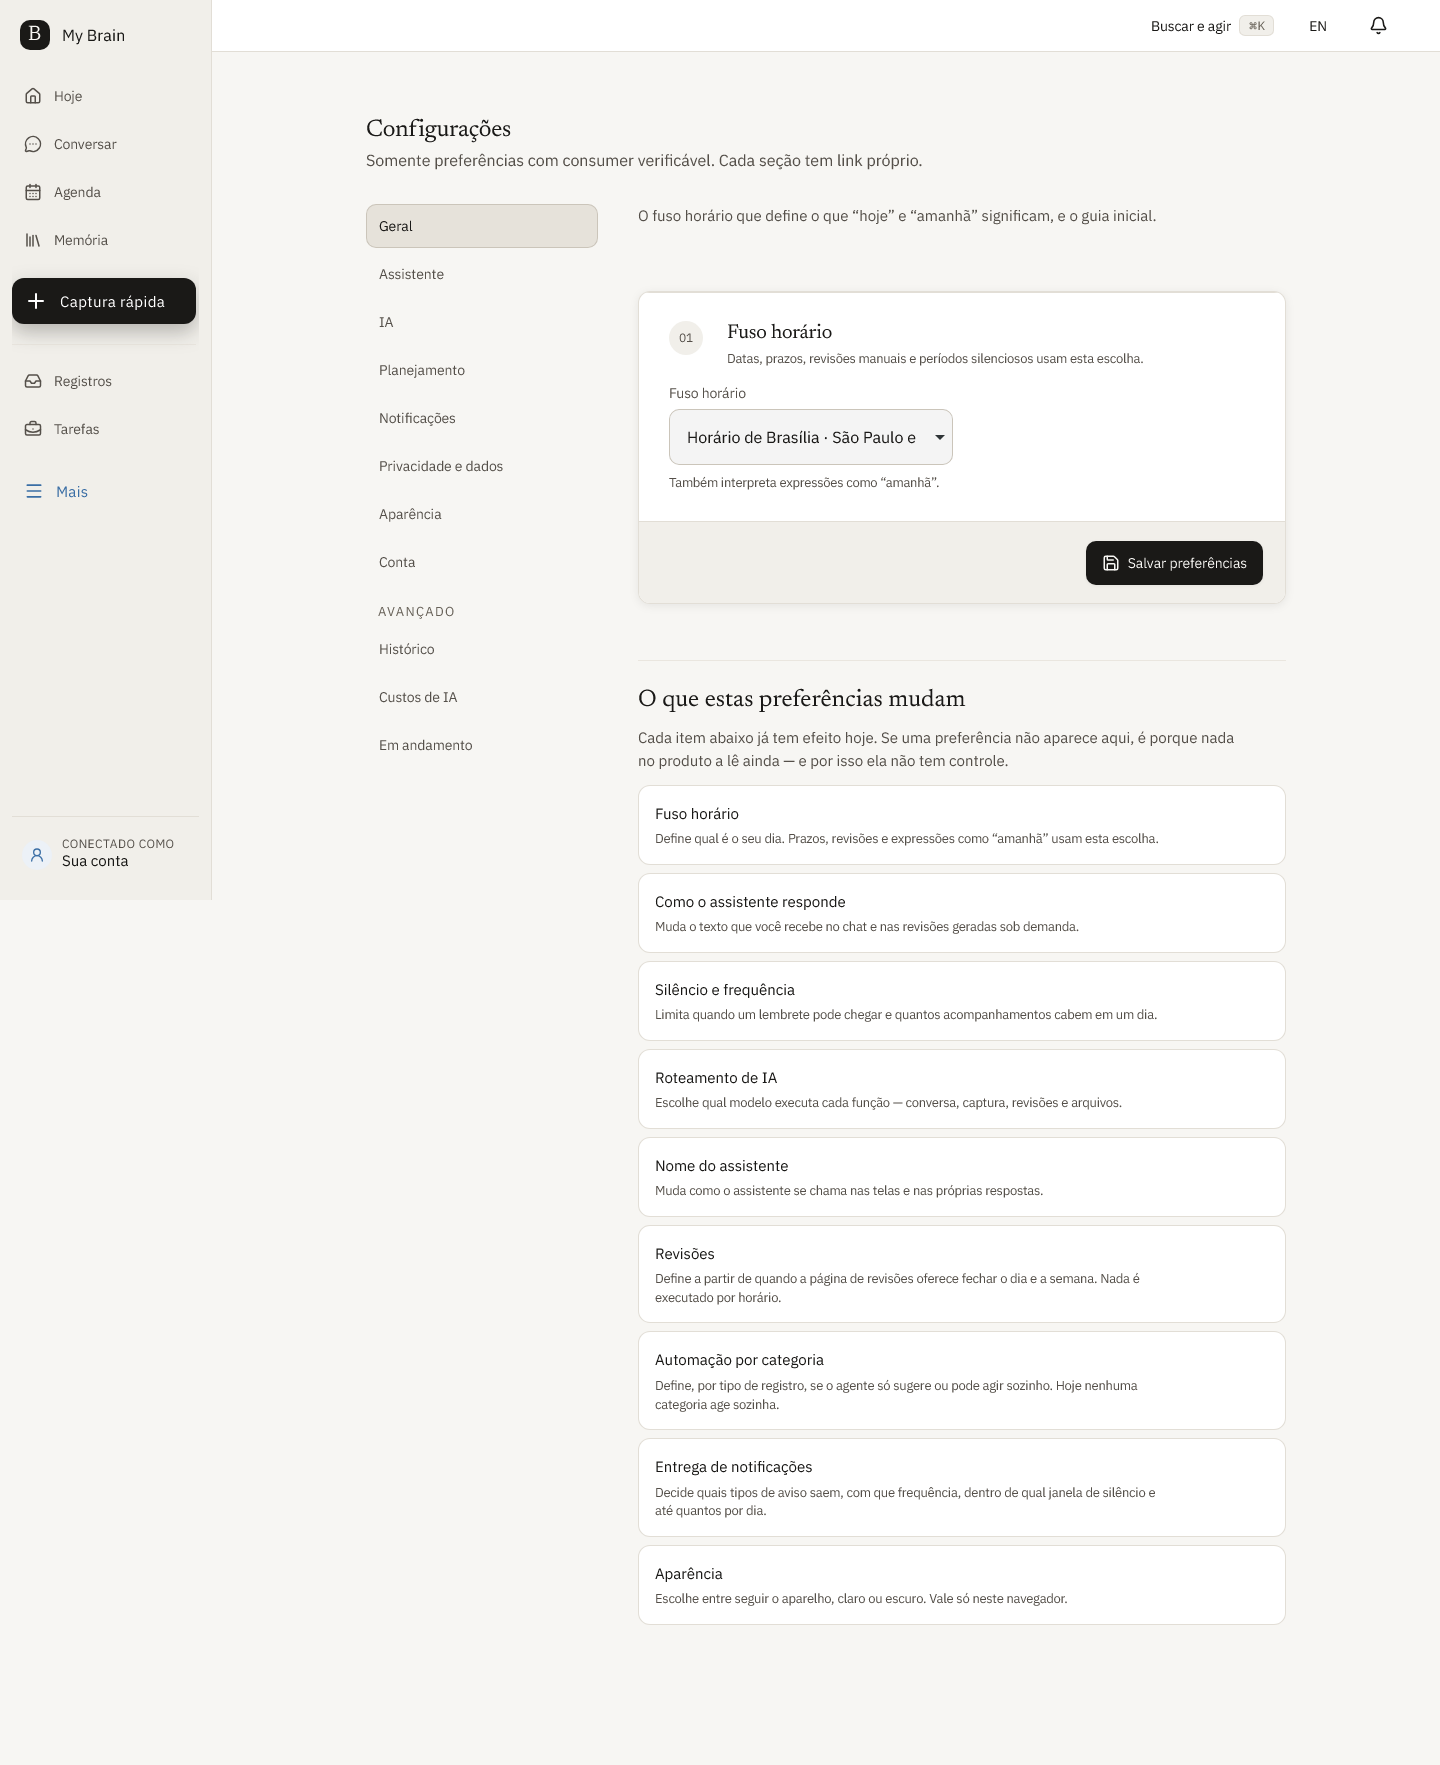 B My Brain
Hoje
Conversar
Agenda
Memória
Captura rápida
Registros
Tarefas
Mais
CONECTADO COMO
Sua conta
Buscar e agir ⌘K EN
Configurações
Somente preferências com consumer verificável. Cada seção tem link próprio.
Geral
Assistente
IA
Planejamento
Notificações
Privacidade e dados
Aparência
Conta
AVANÇADO
Histórico
Custos de IA
Em andamento
O fuso horário que define o que “hoje” e “amanhã” significam, e o guia inicial.
01 Fuso horário
Datas, prazos, revisões manuais e períodos silenciosos usam esta escolha.
Fuso horário
Horário de Brasília · São Paulo e
Também interpreta expressões como “amanhã”.
Salvar preferências
O que estas preferências mudam
Cada item abaixo já tem efeito hoje. Se uma preferência não aparece aqui, é porque nada
no produto a lê ainda — e por isso ela não tem controle.
Fuso horário
Define qual é o seu dia. Prazos, revisões e expressões como “amanhã” usam esta escolha.
Como o assistente responde
Muda o texto que você recebe no chat e nas revisões geradas sob demanda.
Silêncio e frequência
Limita quando um lembrete pode chegar e quantos acompanhamentos cabem em um dia.
Roteamento de IA
Escolhe qual modelo executa cada função — conversa, captura, revisões e arquivos.
Nome do assistente
Muda como o assistente se chama nas telas e nas próprias respostas.
Revisões
Define a partir de quando a página de revisões oferece fechar o dia e a semana. Nada é
executado por horário.
Automação por categoria
Define, por tipo de registro, se o agente só sugere ou pode agir sozinho. Hoje nenhuma
categoria age sozinha.
Entrega de notificações
Decide quais tipos de aviso saem, com que frequência, dentro de qual janela de silêncio e
até quantos por dia.
Aparência
Escolhe entre seguir o aparelho, claro ou escuro. Vale só neste navegador.